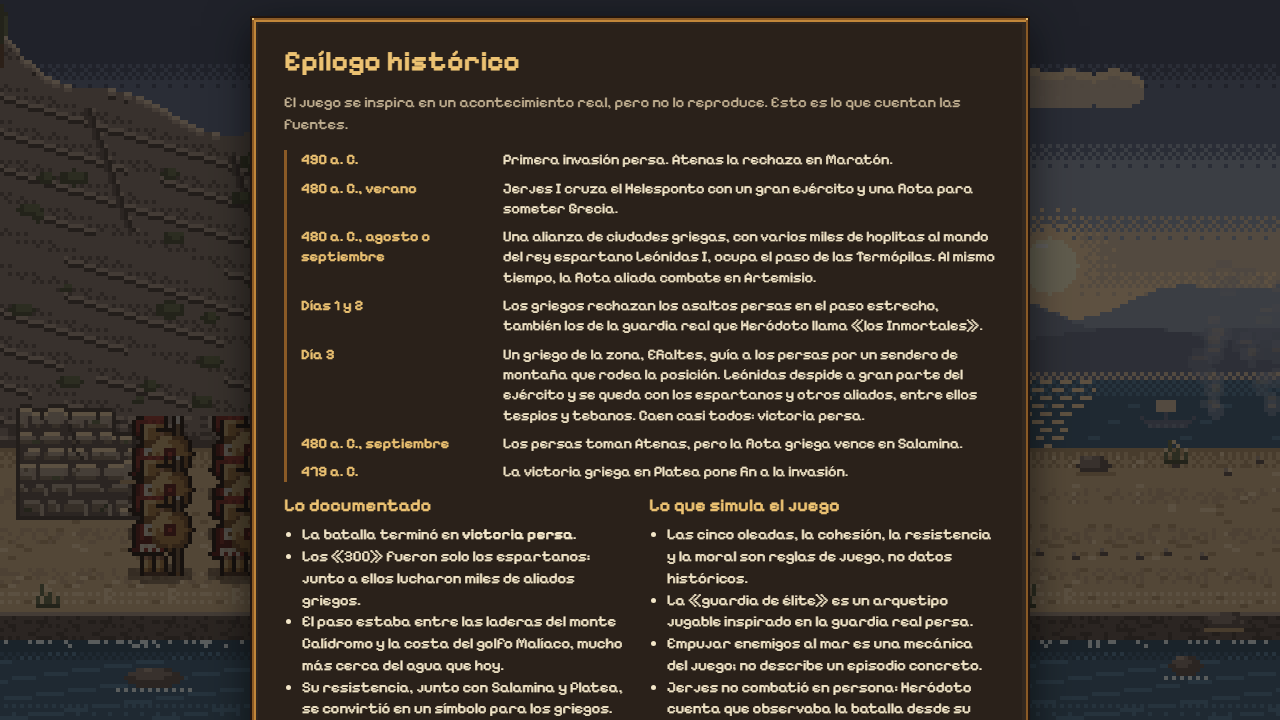 Epílogo histórico
El juego se inspira en un acontecimiento real, pero no lo reproduce. Esto es lo que cuentan las
fuentes.
490 a. C.
Primera invasión persa. Atenas la rechaza en Maratón.
480 a. C., verano
Jerjes I cruza el Helesponto con un gran ejército y una flota para
someter Grecia.
480 a. C., agosto o
septiembre
Una alianza de ciudades griegas, con varios miles de hoplitas al mando
del rey espartano Leónidas I, ocupa el paso de las Termópilas. Al mismo
tiempo, la flota aliada combate en Artemisio.
Días 1 y 2
Los griegos rechazan los asaltos persas en el paso estrecho,
también los de la guardia real que Heródoto llama «los Inmortales».
Día 3
Un griego de la zona, Efialtes, guía a los persas por un sendero de
montaña que rodea la posición. Leónidas despide a gran parte del
ejército y se queda con los espartanos y otros aliados, entre ellos
tespios y tebanos. Caen casi todos: victoria persa.
480 a. C., septiembre
Los persas toman Atenas, pero la flota griega vence en Salamina.
479 a. C.
La victoria griega en Platea pone fin a la invasión.
Lo documentado
• La batalla terminó en victoria persa.
• Los «300» fueron solo los espartanos:
junto a ellos lucharon miles de aliados
griegos.
• El paso estaba entre las laderas del monte
Calídromo y la costa del golfo Maliaco, mucho
más cerca del agua que hoy.
• Su resistencia, junto con Salamina y Platea,
se convirtió en un símbolo para los griegos.
Lo que simula el juego
• Las cinco oleadas, la cohesión, la resistencia
y la moral son reglas de juego, no datos
históricos.
• La «guardia de élite» es un arquetipo
jugable inspirado en la guardia real persa.
• Empujar enemigos al mar es una mecánica
del juego; no describe un episodio concreto.
• Jerjes no combatió en persona: Heródoto
cuenta que observaba la batalla desde su